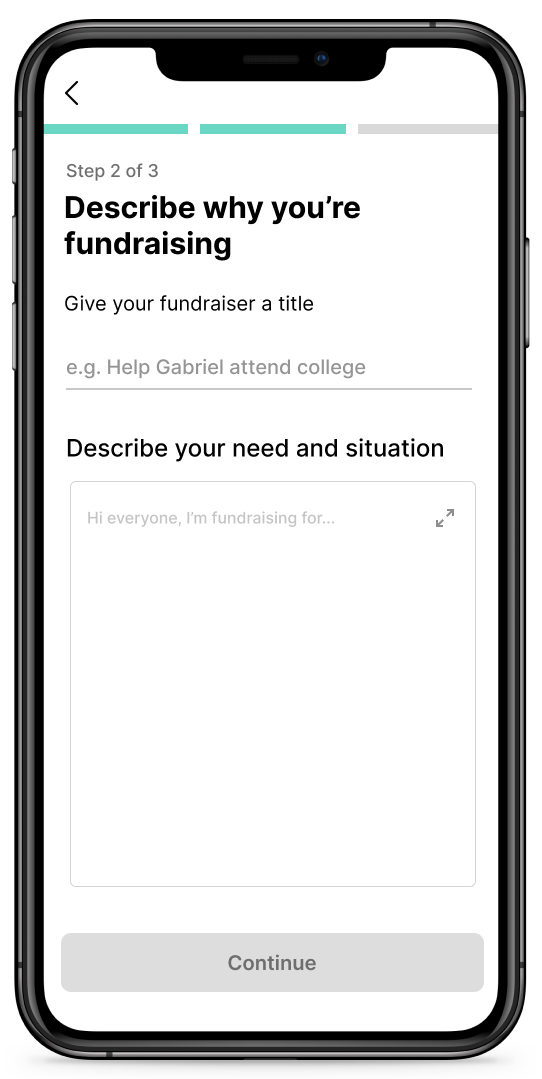 Step 2 of 3
Describe why you’re
fundraising
Give your fundraiser a title
e.g. Help Gabriel attend college
Describe your need and situation
Hi everyone, I’m fundraising for...
Continue